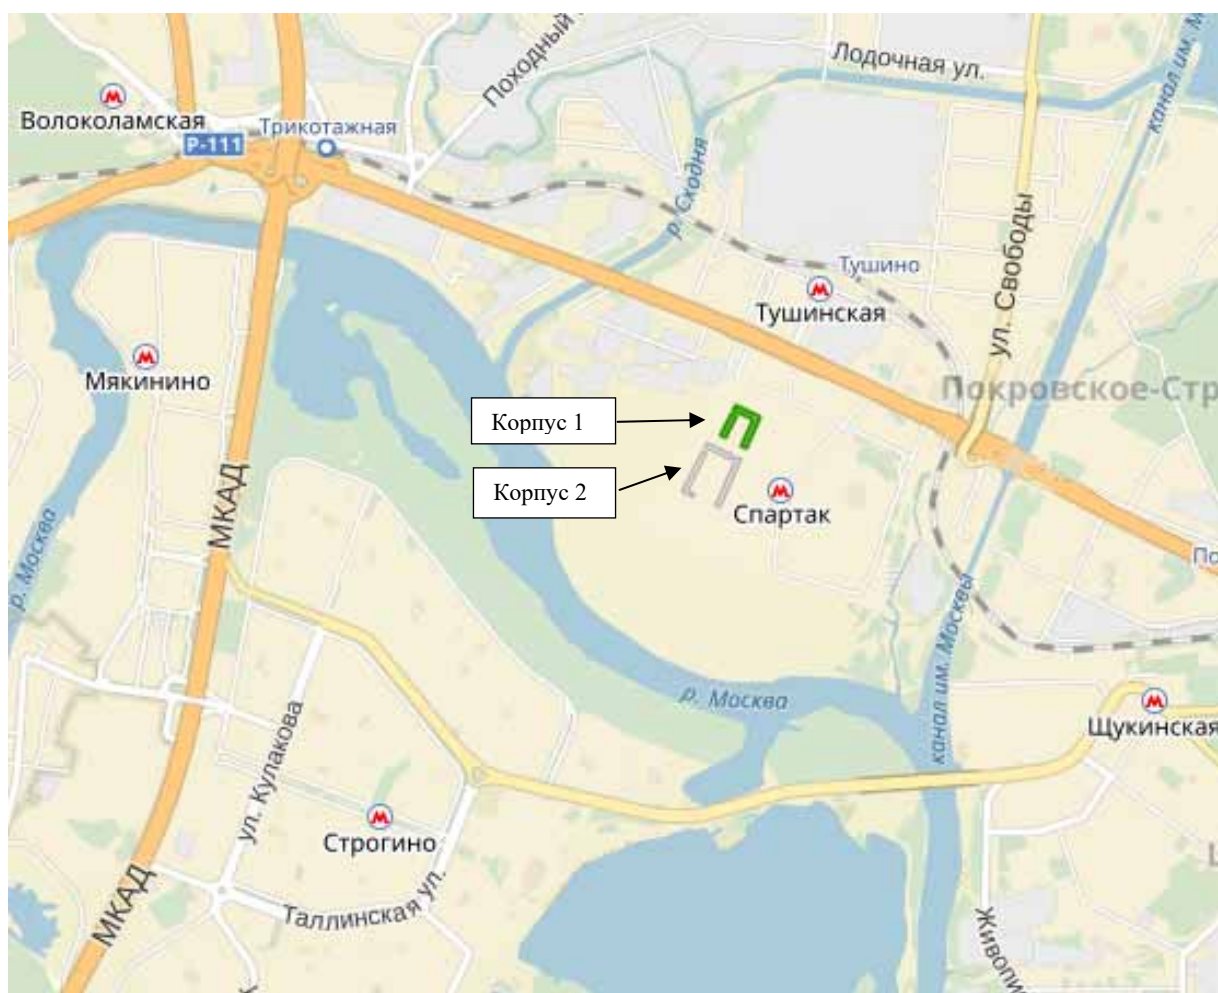 Походный
Лодочная ул.
канал им. М
Волоколамская
Трикотажная
Р-111
р. Сходня
ул. Свободы
Тушино
Тушинская
Мякинино
Покровское-Стр
Корпус 1
Корпус 2
МКАД
Спартак
р. Москва
По
канал им. Москвы
р. Москва
Щукинская
ул. Кулакова
Строгино
МКАД
Таллинская ул.
Живопи